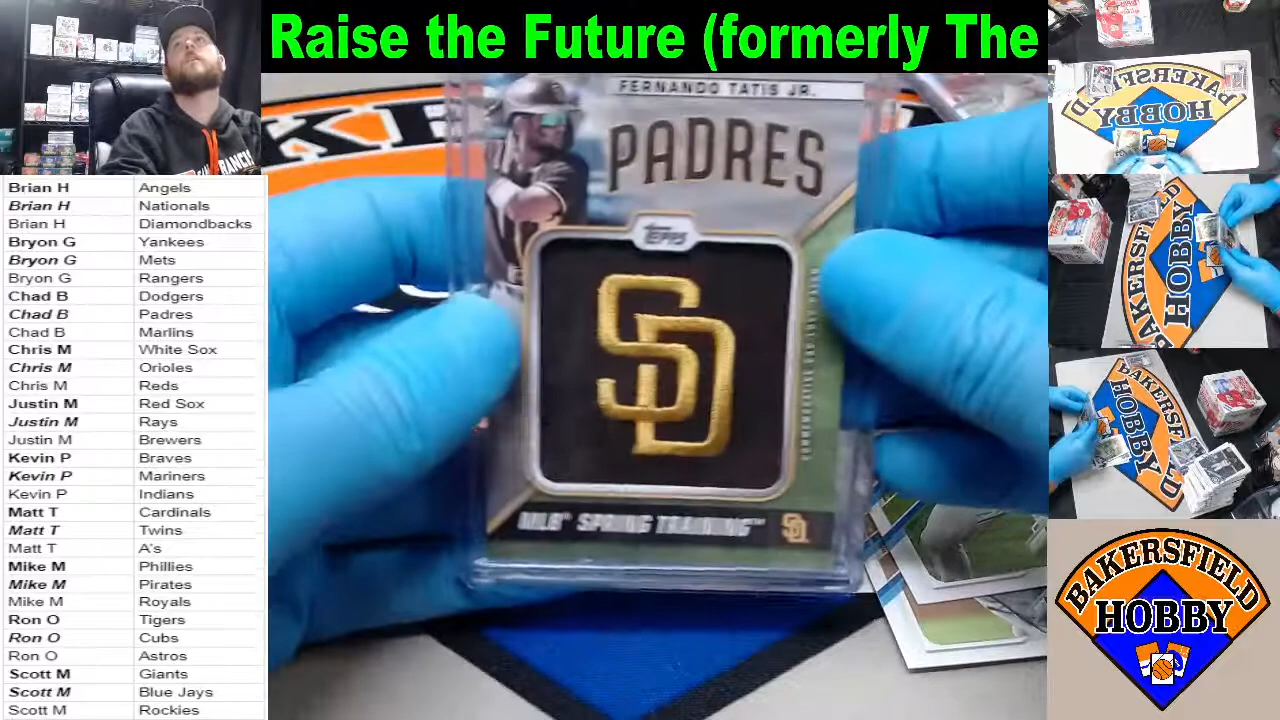 Raise the Future (formerly The
Brian H Angels
Brian H Nationals
Brian H Diamondbacks
Bryon G Yankees
Bryon G Mets
Bryon G Rangers
Chad B Dodgers
Chad B Padres
Chad B Marlins
Chris M White Sox
Chris M Orioles
Chris M Reds
Justin M Red Sox
Justin M Rays
Justin M Brewers
Kevin P Braves
Kevin P Mariners
Kevin P Indians
Matt T Cardinals
Matt T Twins
Matt T A's
Mike M Phillies
Mike M Pirates
Mike M Royals
Ron O Tigers
Ron O Cubs
Ron O Astros
Scott M Giants
Scott M Blue Jays
Scott M Rockies
FERNANDO TATIS JR.
PADRES
TOPPS
SD
MLB™ SPRING TRAINING™
SD
BAKERSFIELD
HOBBY
BAKERSFIELD
HOBBY
BAKERSFIELD
HOBBY
BAKERSFIELD
HOBBY